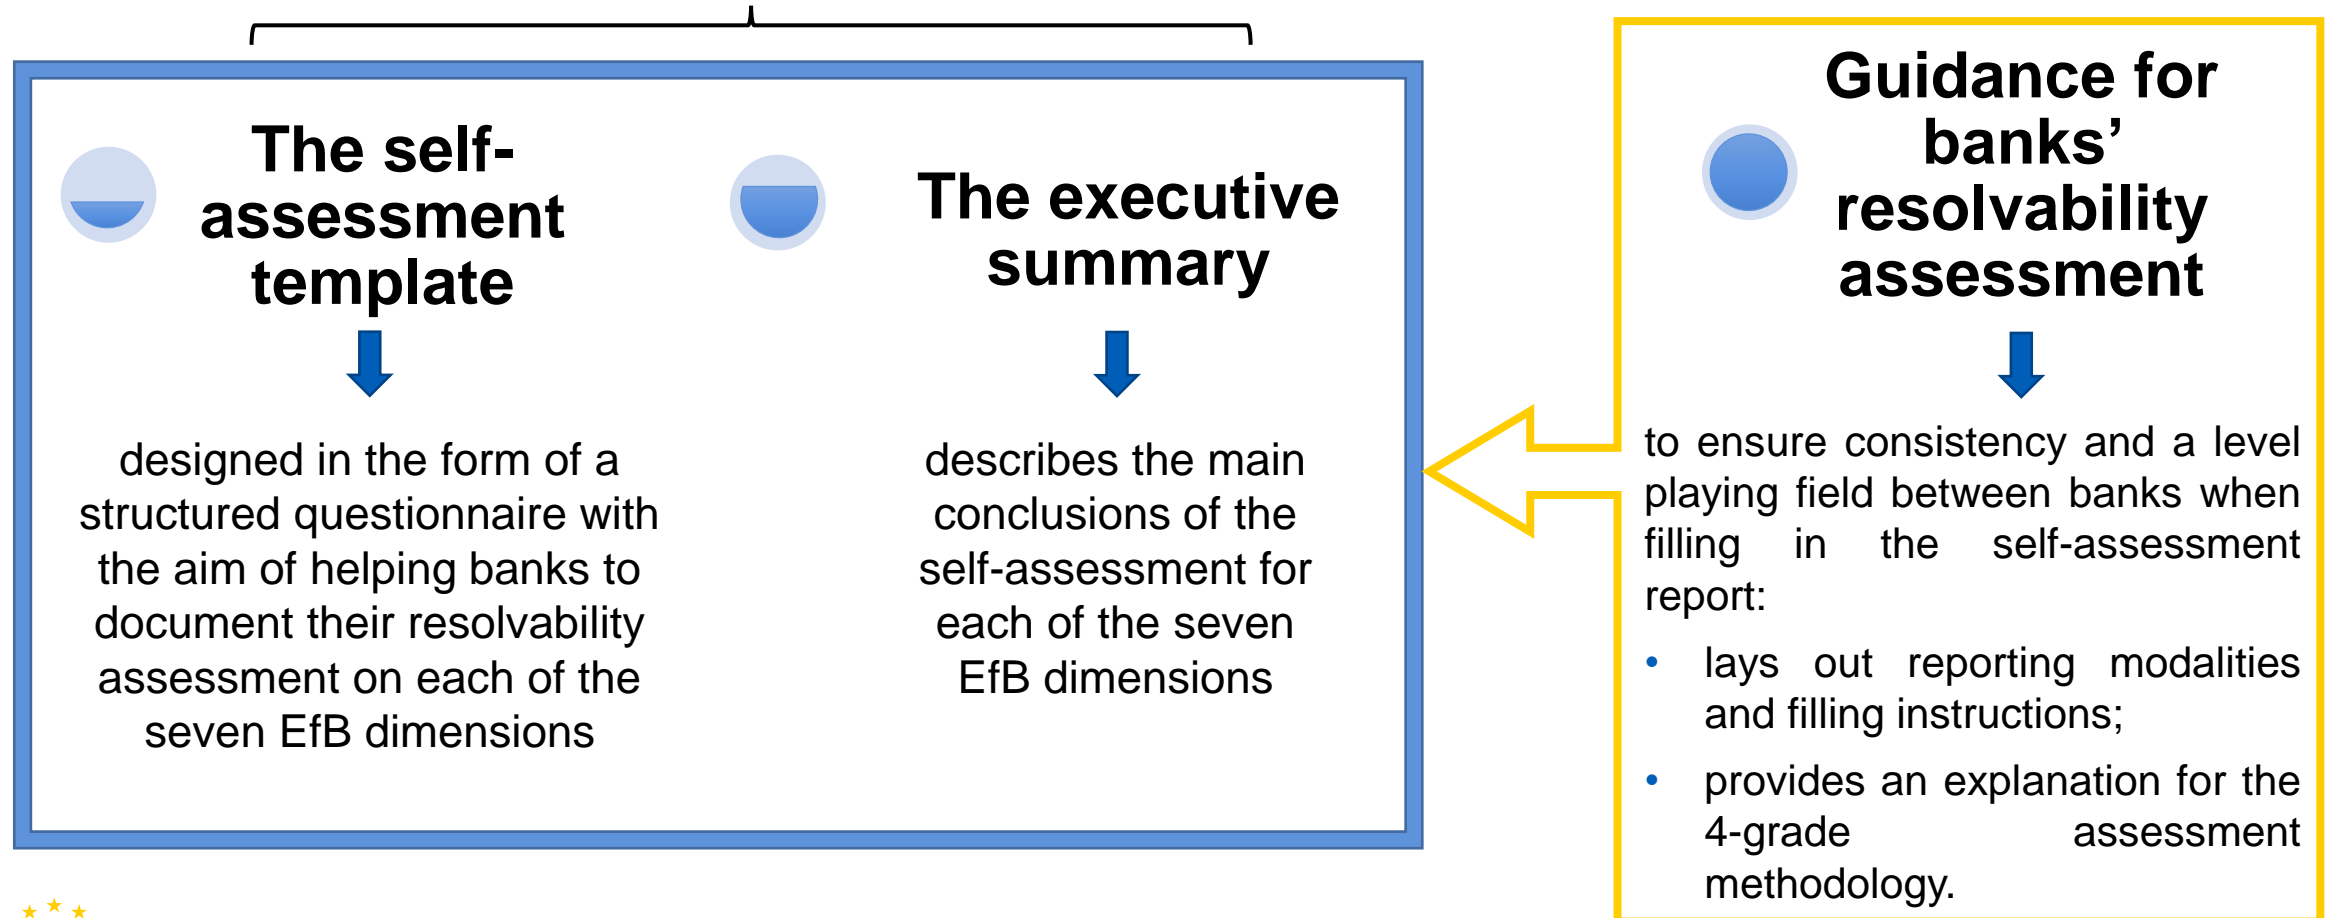 The self-
assessment
template
designed in the form of a
structured questionnaire with
the aim of helping banks to
document their resolvability
assessment on each of the
seven EfB dimensions
The executive
summary
describes the main
conclusions of the
self-assessment for
each of the seven
EfB dimensions
Guidance for
banks’
resolvability
assessment
to ensure consistency and a level
playing field between banks when
filling in the self-assessment
report:
• lays out reporting modalities
and filling instructions;
• provides an explanation for the
4-grade assessment
methodology.